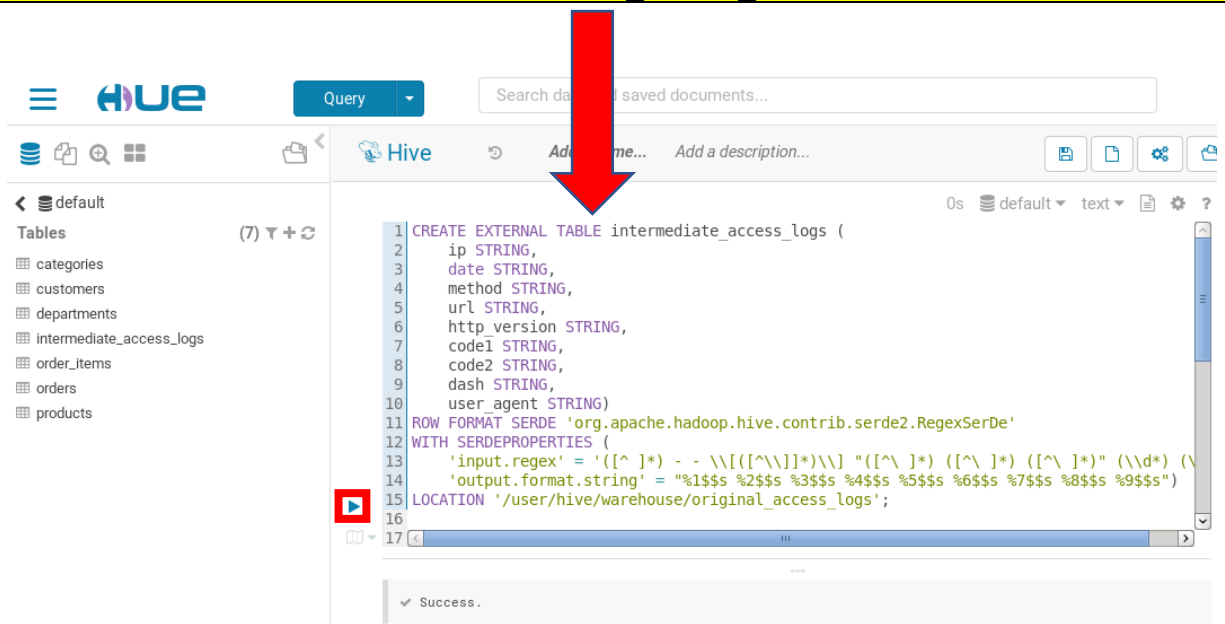 HUE
Query
Search da d saved documents...
Hive
Add me... Add a description...
default
0s default text ?
Tables (7)
categories
customers
departments
intermediate_access_logs
order_items
orders
products
1 CREATE EXTERNAL TABLE intermediate_access_logs (
2 ip STRING,
3 date STRING,
4 method STRING,
5 url STRING,
6 http_version STRING,
7 code1 STRING,
8 code2 STRING,
9 dash STRING,
10 user_agent STRING)
11 ROW FORMAT SERDE 'org.apache.hadoop.hive.contrib.serde2.RegexSerDe'
12 WITH SERDEPROPERTIES (
13 'input.regex' = '([^ ]*) - - \\[([^\\]]*)\\] "([^\ ]*) ([^\ ]*) ([^\ ]*)" (\\d*) (\
14 'output.format.string' = "%1$$s %2$$s %3$$s %4$$s %5$$s %6$$s %7$$s %8$$s %9$$s")
15 LOCATION '/user/hive/warehouse/original_access_logs';
16
17
Success.